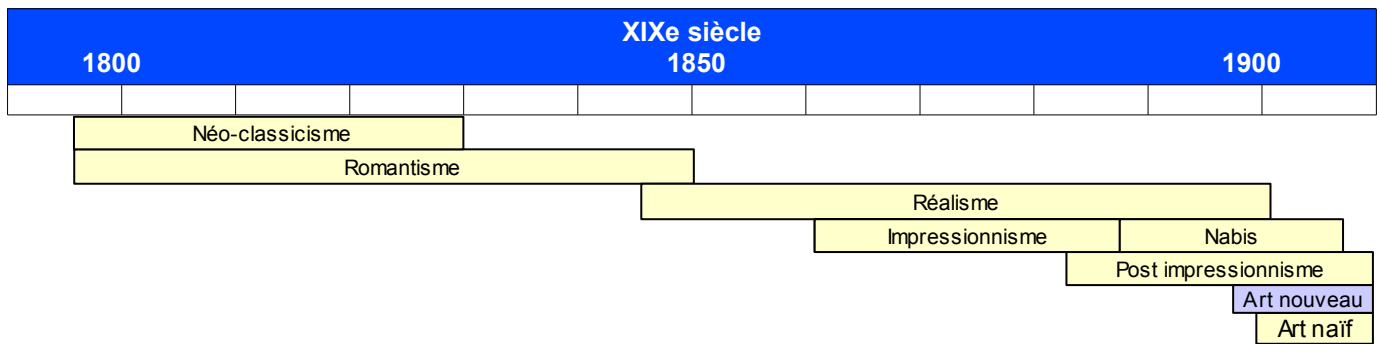 XIXe siècle
1800 1850 1900
Néo-classicisme
Romantisme
Réalisme
Impressionnisme Nabis
Post impressionnisme
Art nouveau
Art naïf